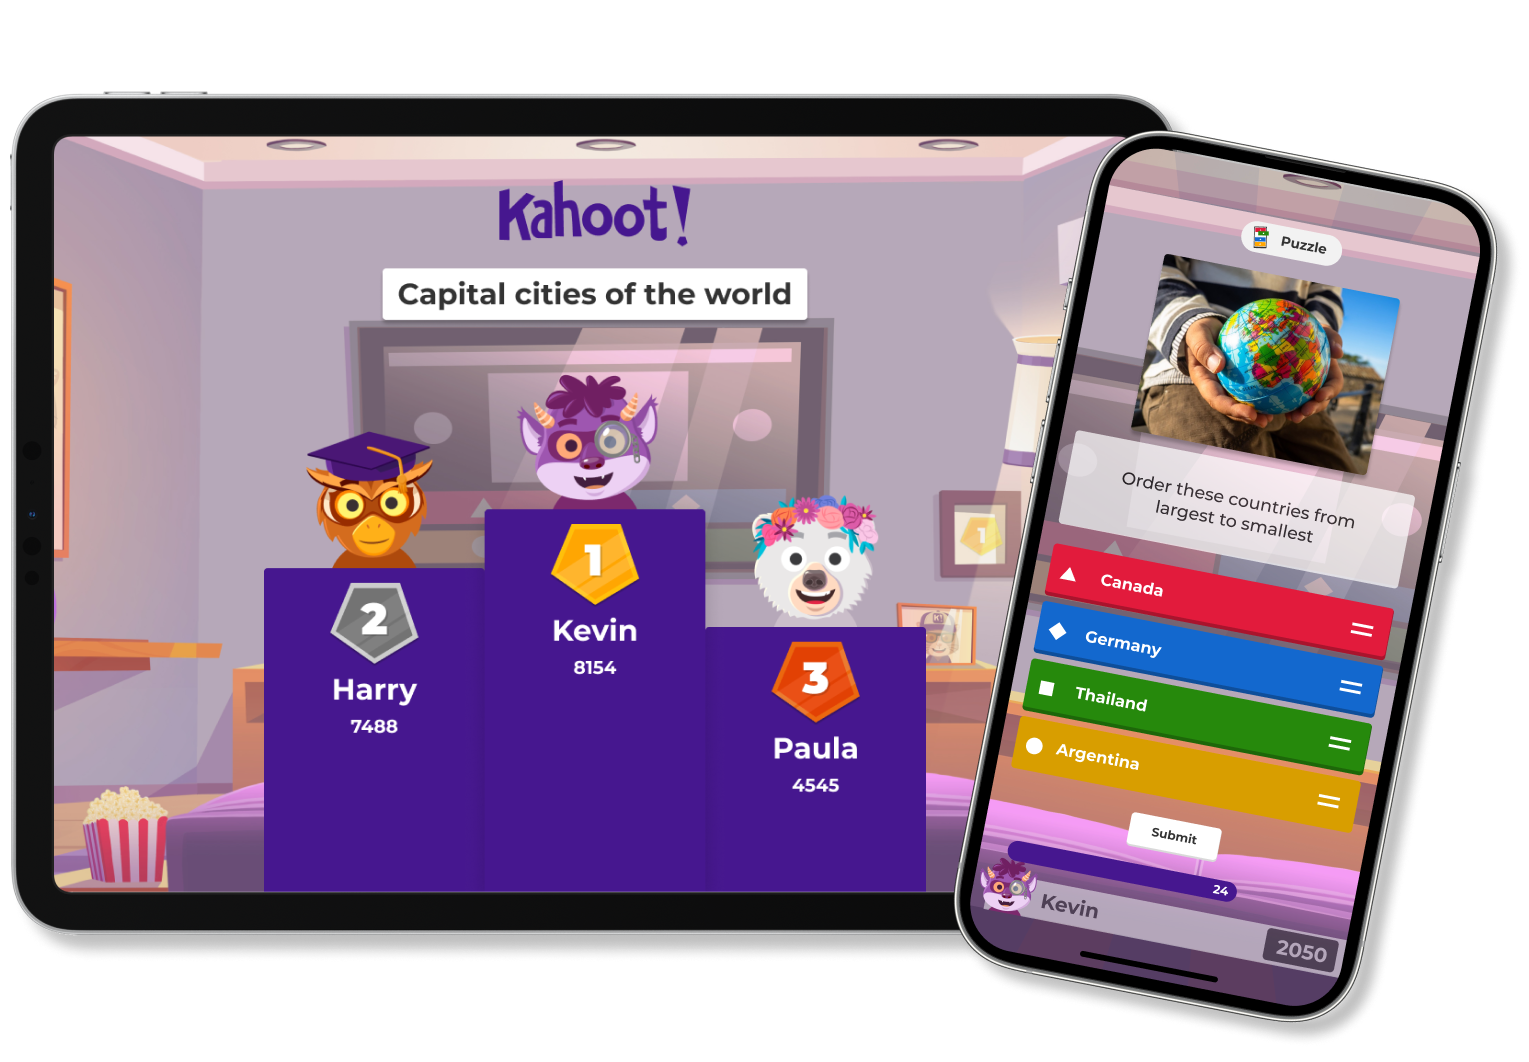 Kahoot!
Capital cities of the world
1
Kevin
8154
2
Harry
7488
3
Paula
4545
1
Puzzle
Order these countries from
largest to smallest
Canada
Germany
Thailand
Argentina
Submit
24
Kevin
2050